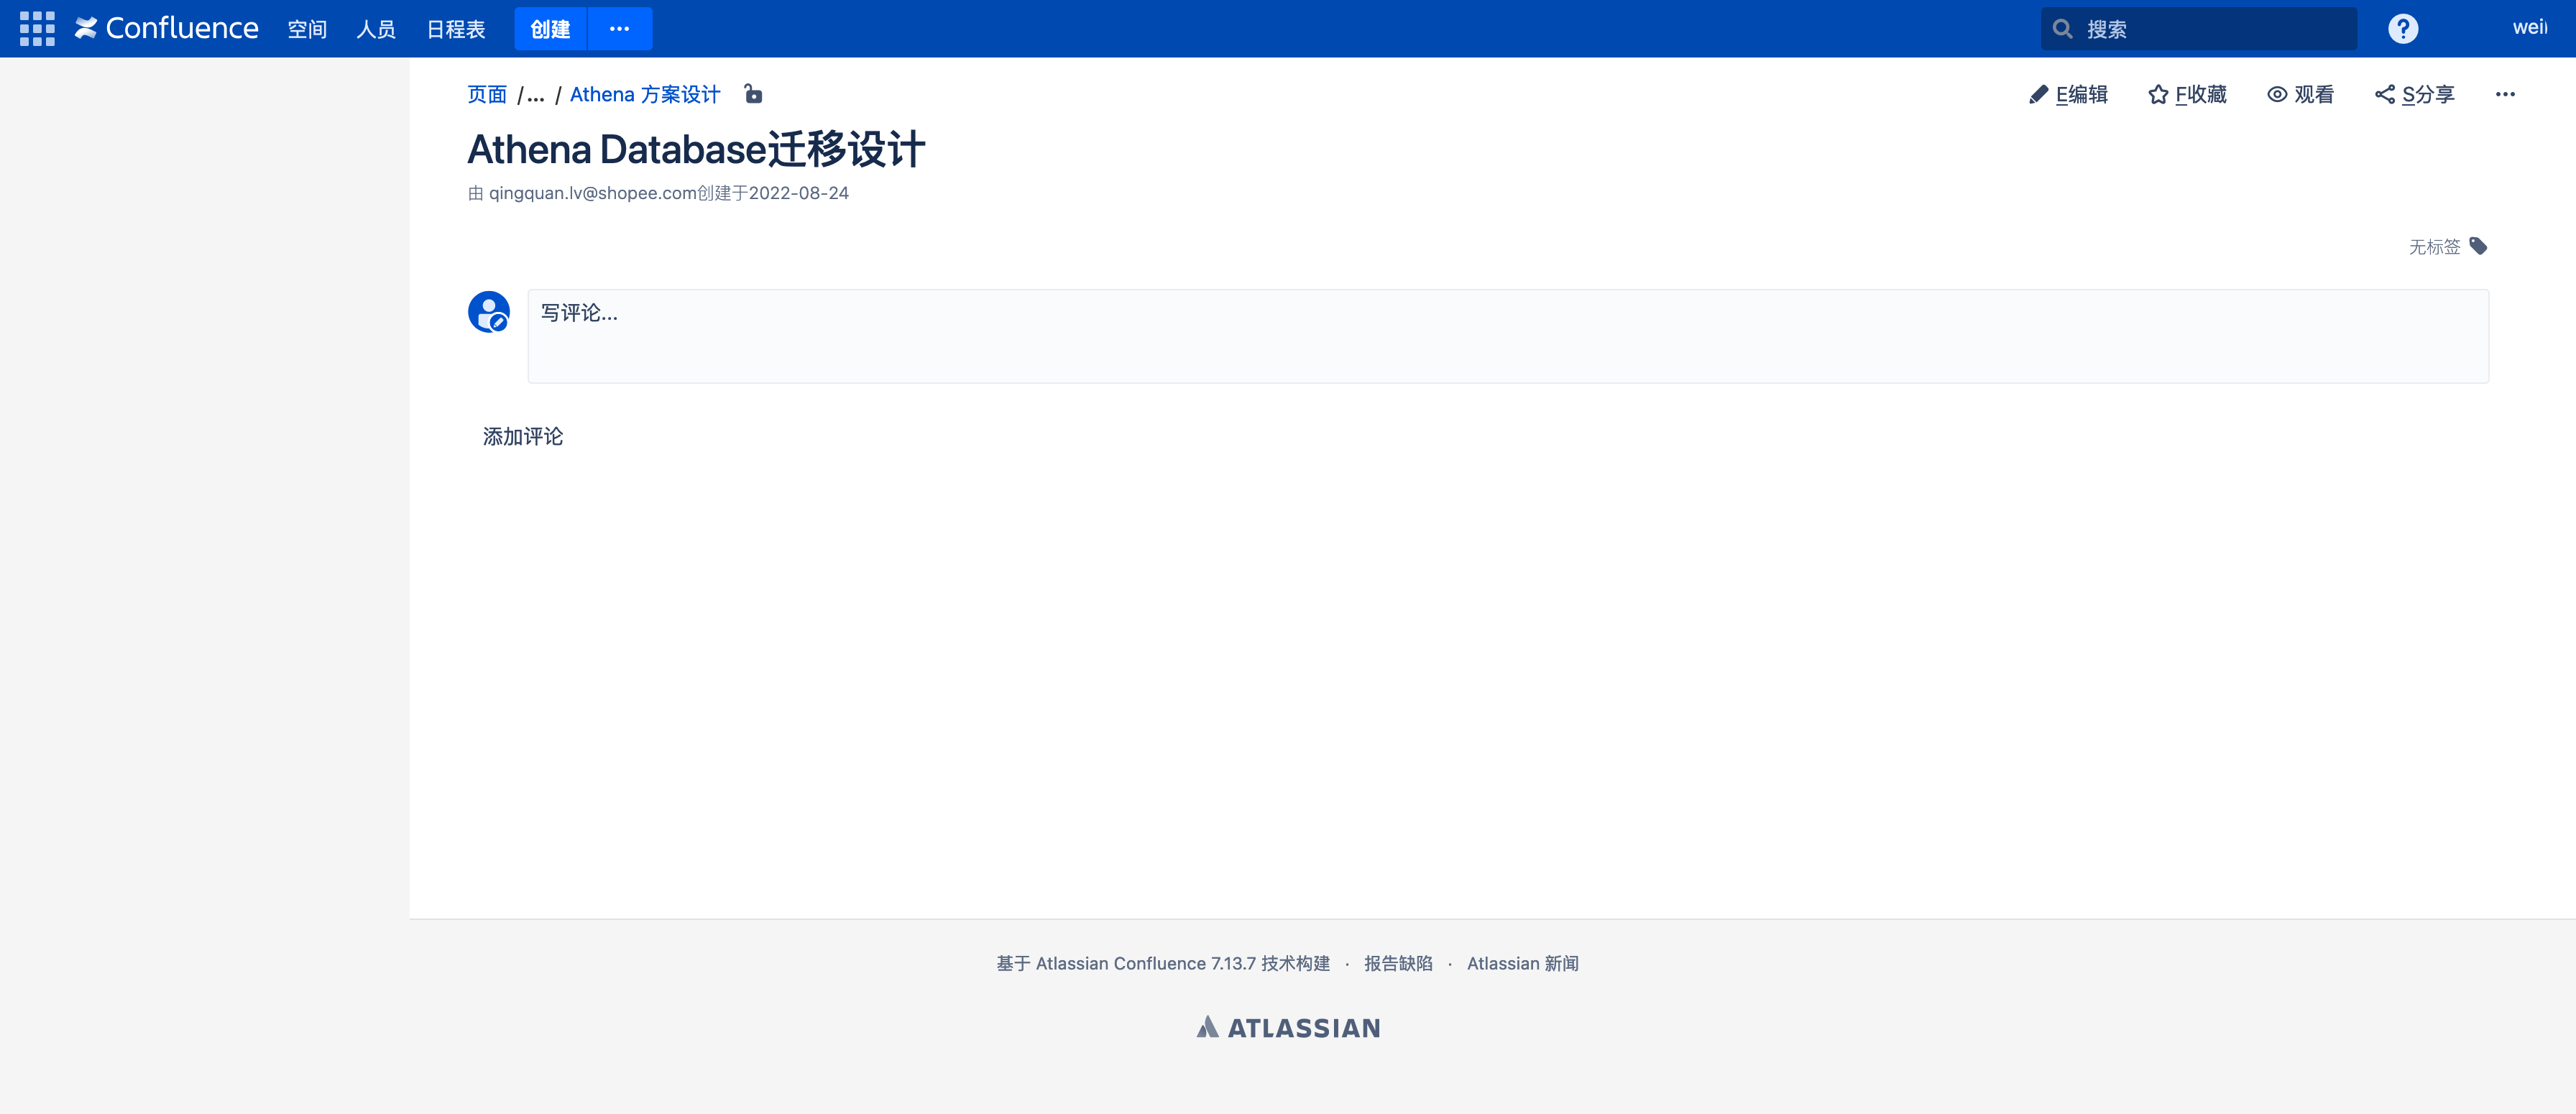 Confluence 空间 人员 日程表 创建 ··· 搜索 ? weii
页面 /... / Athena 方案设计 E编辑 F收藏 观看 S分享 ···
Athena Database迁移设计
由 qingquan.lv@shopee.com创建于2022-08-24
无标签
写评论...
添加评论
基于 Atlassian Confluence 7.13.7 技术构建 · 报告缺陷 · Atlassian 新闻
ATLASSIAN